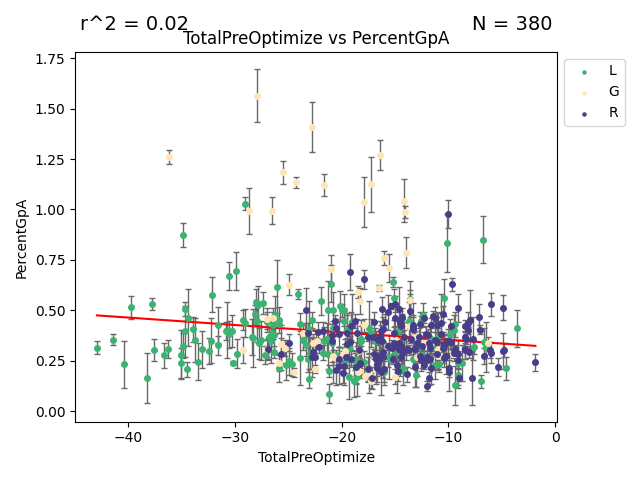 r^2 = 0.02
N = 380
TotalPreOptimize vs PercentGpA
1.75
1.50
1.25
1.00
0.75
0.50
0.25
0.00
PercentGpA
−40
−30
−20
−10
0
TotalPreOptimize
L
G
R